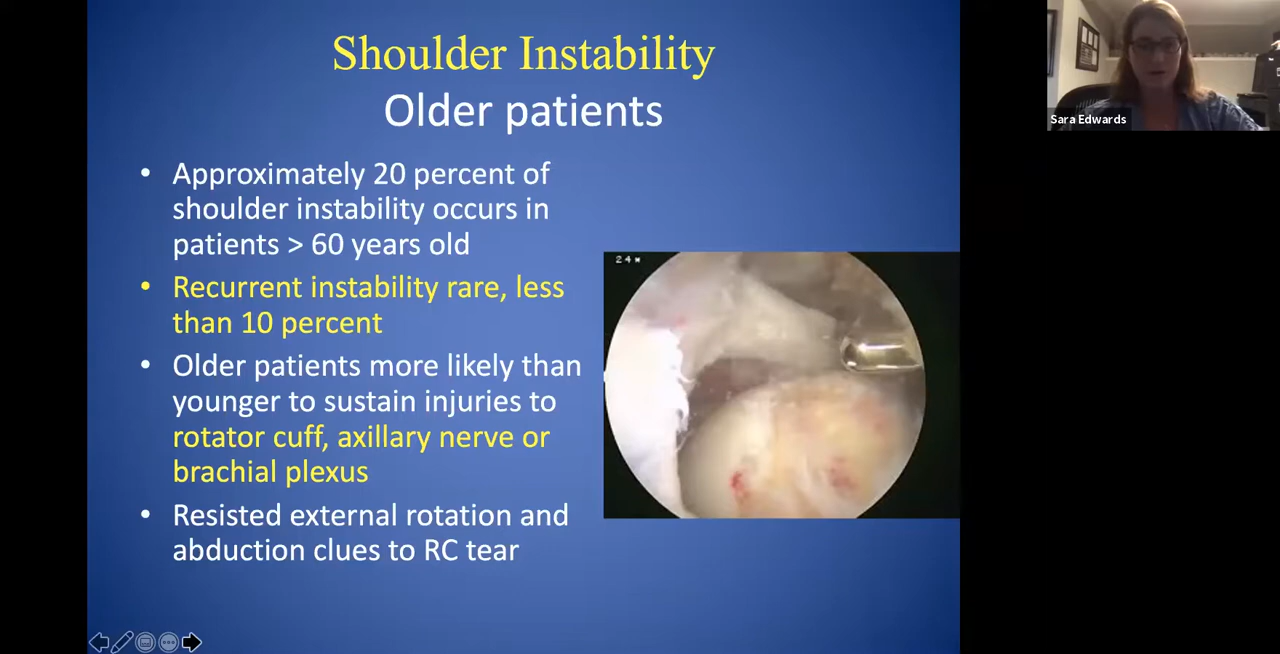 Shoulder Instability
Older patients
• Approximately 20 percent of
shoulder instability occurs in
patients > 60 years old
• Recurrent instability rare, less
than 10 percent
• Older patients more likely than
younger to sustain injuries to
rotator cuff, axillary nerve or
brachial plexus
• Resisted external rotation and
abduction clues to RC tear
24 M
Sara Edwards